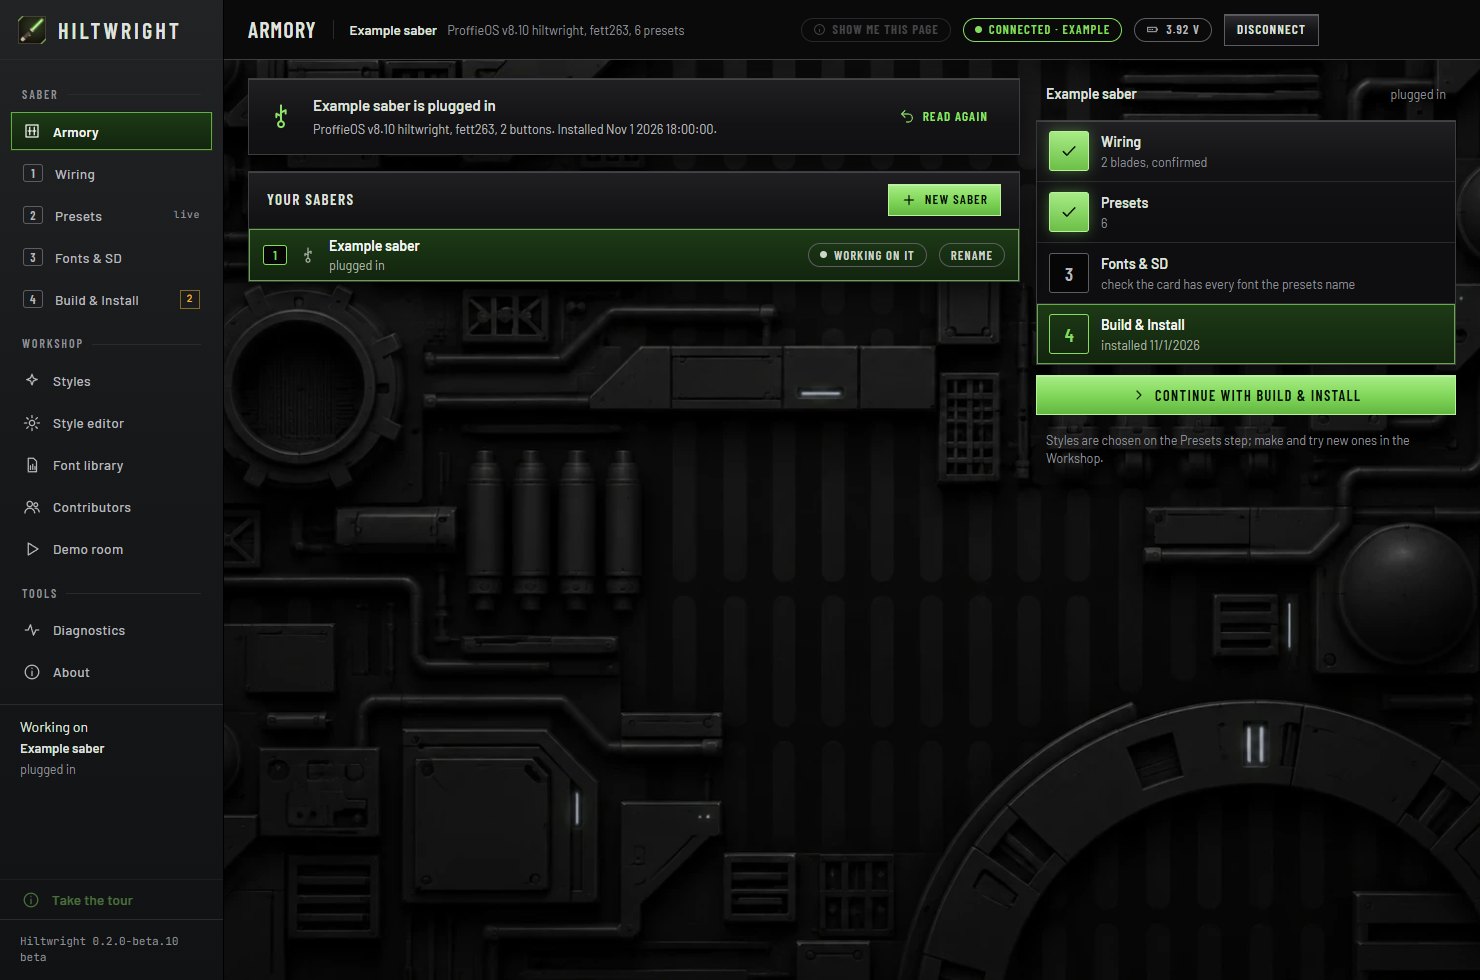 HILTWRIGHT
SABER
Armory
1 Wiring
2 Presets live
3 Fonts & SD
4 Build & Install 2
WORKSHOP
Styles
Style editor
Font library
Contributors
Demo room
TOOLS
Diagnostics
About
Working on
Example saber
plugged in
Take the tour
Hiltwright 0.2.0-beta.10
beta
ARMORY Example saber ProffieOS v8.10 hiltwright, fett263, 6 presets SHOW ME THIS PAGE CONNECTED · EXAMPLE 3.92 V DISCONNECT
Example saber is plugged in
ProffieOS v8.10 hiltwright, fett263, 2 buttons. Installed Nov 1 2026 18:00:00.
READ AGAIN
YOUR SABERS + NEW SABER
1 Example saber
plugged in
WORKING ON IT RENAME
Example saber plugged in
Wiring
2 blades, confirmed
Presets
6
3 Fonts & SD
check the card has every font the presets name
4 Build & Install
installed 11/1/2026
CONTINUE WITH BUILD & INSTALL
Styles are chosen on the Presets step; make and try new ones in the
Workshop.